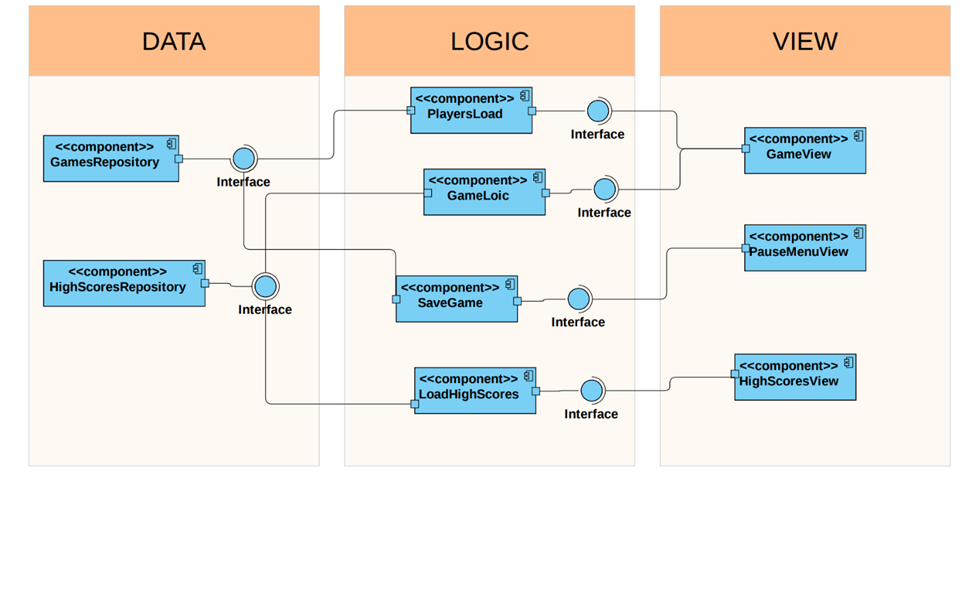 DATA
<<component>>
GamesRepository
Interface
<<component>>
HighScoresRepository
Interface
LOGIC
<<component>>
PlayersLoad
Interface
<<component>>
GameLoic
Interface
<<component>>
SaveGame
Interface
<<component>>
LoadHighScores
Interface
VIEW
<<component>>
GameView
<<component>>
PauseMenuView
<<component>>
HighScoresView